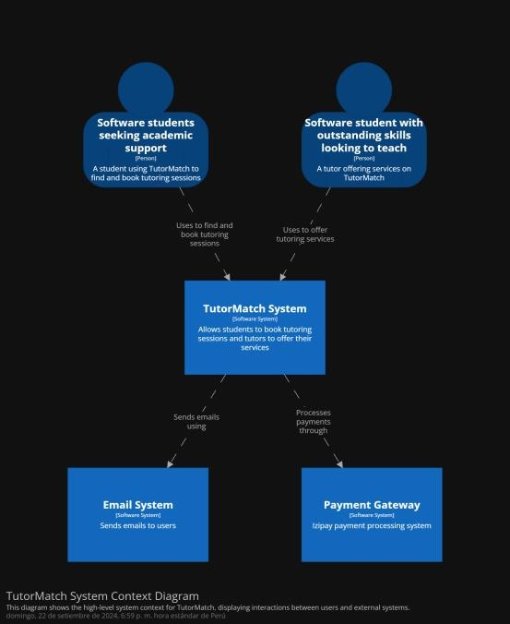 Software students
seeking academic
support
[Person]
A student using TutorMatch to
find and book tutoring sessions
Software student with
outstanding skills
looking to teach
[Person]
A tutor offering services on
TutorMatch
Uses to find and
book tutoring
sessions
Uses to offer
tutoring services
TutorMatch System
[Software System]
Allows students to book tutoring
sessions and tutors to offer their
services
Sends emails
using
Processes
payments
through
Email System
[Software System]
Sends emails to users
Payment Gateway
[Software System]
Izipay payment processing system
TutorMatch System Context Diagram
This diagram shows the high-level system context for TutorMatch, displaying interactions between users and external systems.
domingo, 22 de setiembre de 2024, 6:59 p. m. hora estándar de Perú